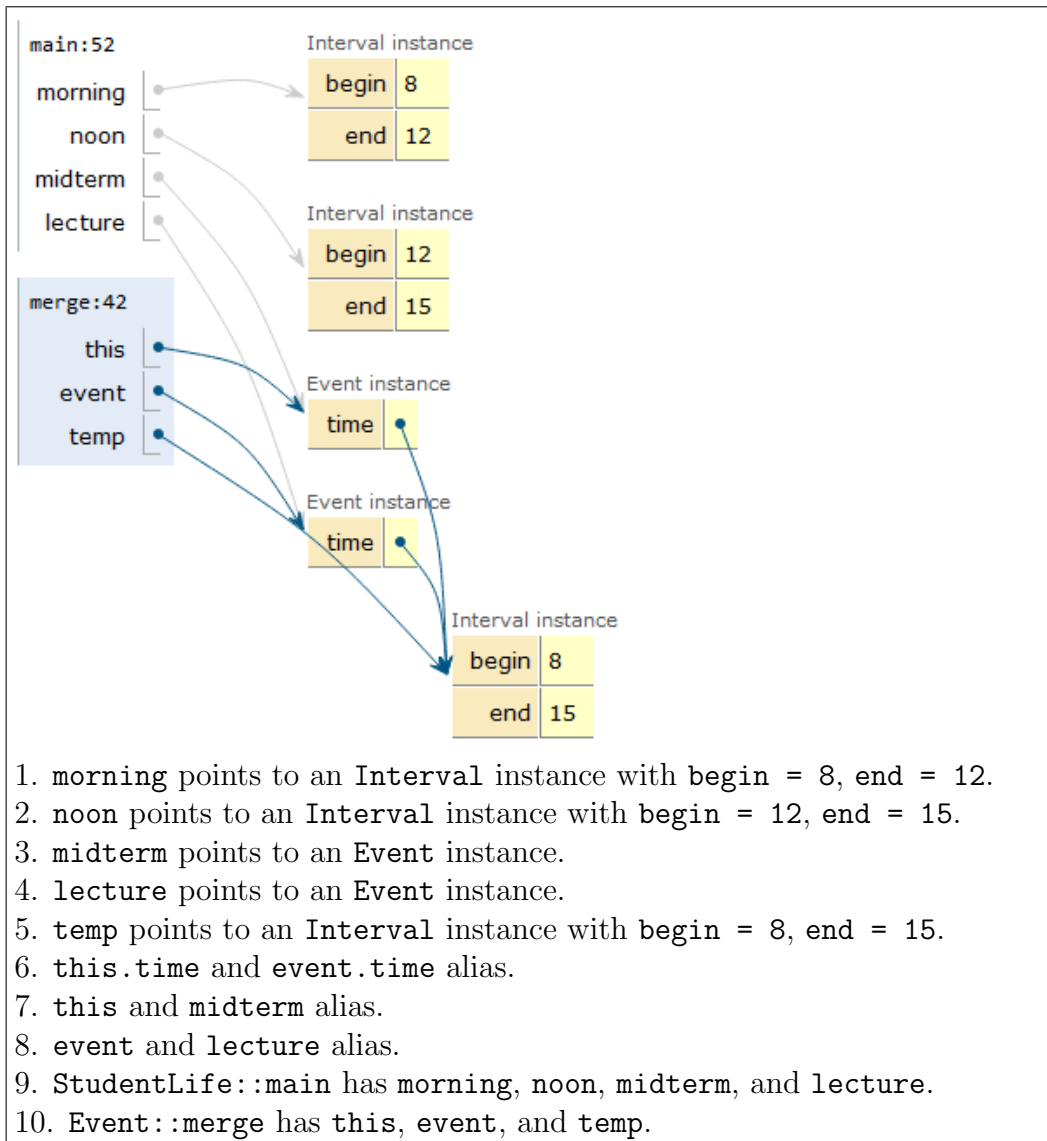 main:52
morning
noon
midterm
lecture
Interval instance
begin 8
end 12
Interval instance
begin 12
end 15
merge:42
this
event
temp
Event instance
time
Event instance
time
Interval instance
begin 8
end 15
1. morning points to an Interval instance with begin = 8, end = 12.
2. noon points to an Interval instance with begin = 12, end = 15.
3. midterm points to an Event instance.
4. lecture points to an Event instance.
5. temp points to an Interval instance with begin = 8, end = 15.
6. this.time and event.time alias.
7. this and midterm alias.
8. event and lecture alias.
9. StudentLife::main has morning, noon, midterm, and lecture.
10. Event::merge has this, event, and temp.